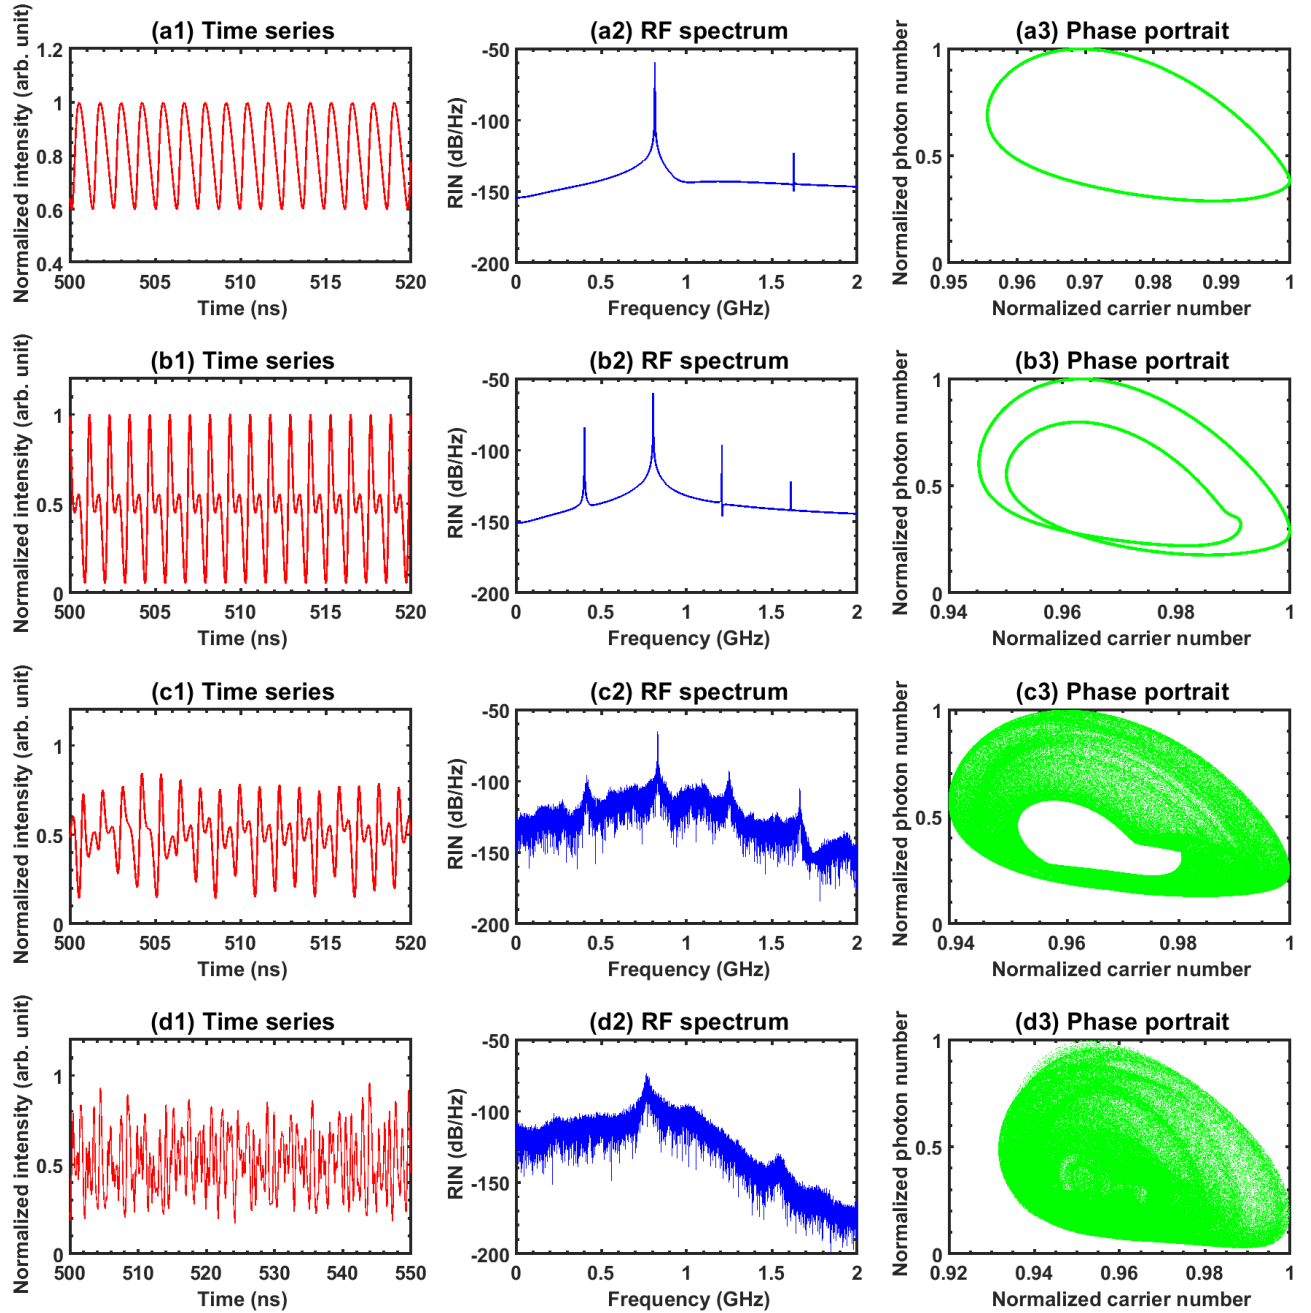 (a1) Time series
Normalized intensity (arb. unit)
1.2
1
0.8
0.6
0.4
500 505 510 515 520
Time (ns)
(a2) RF spectrum
RIN (dB/Hz)
-50
-100
-150
-200
0 0.5 1 1.5 2
Frequency (GHz)
(a3) Phase portrait
Normalized photon number
1
0.5
0
0.95 0.96 0.97 0.98 0.99 1
Normalized carrier number
(b1) Time series
Normalized intensity (arb. unit)
1
0.5
0
500 505 510 515 520
Time (ns)
(b2) RF spectrum
RIN (dB/Hz)
-50
-100
-150
-200
0 0.5 1 1.5 2
Frequency (GHz)
(b3) Phase portrait
Normalized photon number
1
0.5
0
0.94 0.96 0.98 1
Normalized carrier number
(c1) Time series
Normalized intensity (arb. unit)
1
0.5
0
500 505 510 515 520
Time (ns)
(c2) RF spectrum
RIN (dB/Hz)
-50
-100
-150
-200
0 0.5 1 1.5 2
Frequency (GHz)
(c3) Phase portrait
Normalized photon number
1
0.5
0
0.94 0.96 0.98 1
Normalized carrier number
(d1) Time series
Normalized intensity (arb. unit)
1
0.5
0
500 510 520 530 540 550
Time (ns)
(d2) RF spectrum
RIN (dB/Hz)
-50
-100
-150
-200
0 0.5 1 1.5 2
Frequency (GHz)
(d3) Phase portrait
Normalized photon number
1
0.5
0
0.92 0.94 0.96 0.98 1
Normalized carrier number